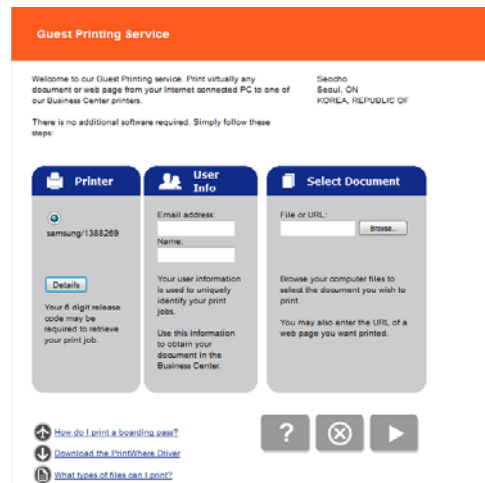 Guest Printing Service
Welcome to our Guest Printing service. Print virtually any
document or web page from your Internet connected PC to one of
our Business Center printers.
There is no additional software required. Simply follow these
steps:
Seocho
Seoul, ON
KOREA, REPUBLIC OF
Printer
samsung/1388269
Details
Your 6 digit release
code may be
required to retrieve
your print job.
User
Info
Email address:
Name:
Your user information
is used to uniquely
identify your print
jobs.
Use this information
to obtain your
document in the
Business Center.
Select Document
File or URL:
Browse...
Browse your computer files to
select the document you wish to
print.
You may also enter the URL of a
web page you want printed.
How do I print a boarding pass?
Download the PrintWhere Driver
What types of files can I print?
?